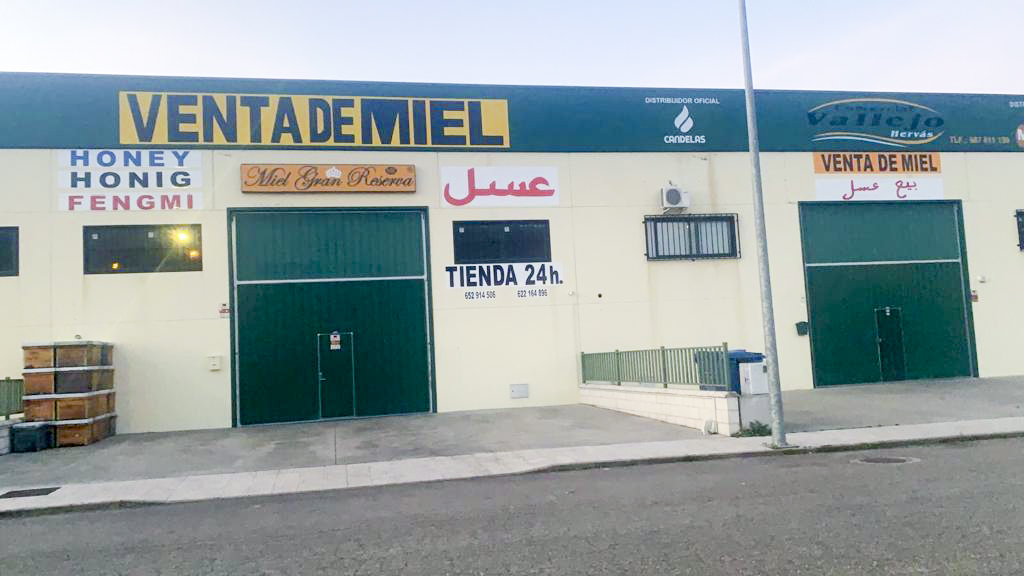 VENTA DE MIEL
HONEY
HONIG
FENGMI
Miel Gran Reserva
عسل
TIENDA 24h.
652 914 506 622 164 896
DISTRIBUIDOR OFICIAL
CANDELAS
Comercial
Vallejo
Hervás
VENTA DE MIEL
بيع عسل